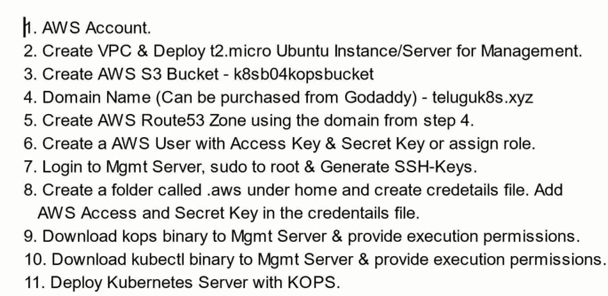 1. AWS Account.
2. Create VPC & Deploy t2.micro Ubuntu Instance/Server for Management.
3. Create AWS S3 Bucket - k8sb04kopsbucket
4. Domain Name (Can be purchased from Godaddy) - teluguk8s.xyz
5. Create AWS Route53 Zone using the domain from step 4.
6. Create a AWS User with Access Key & Secret Key or assign role.
7. Login to Mgmt Server, sudo to root & Generate SSH-Keys.
8. Create a folder called .aws under home and create credetails file. Add
AWS Access and Secret Key in the credentails file.
9. Download kops binary to Mgmt Server & provide execution permissions.
10. Download kubectl binary to Mgmt Server & provide execution permissions.
11. Deploy Kubernetes Server with KOPS.